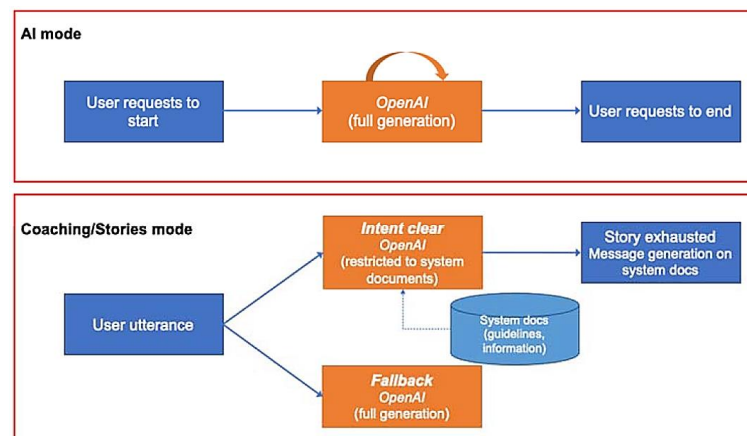 AI mode
User requests to
start
OpenAI
(full generation)
User requests to end
Coaching/Stories mode
User utterance
Intent clear
OpenAI
(restricted to system
documents)
Story exhausted
Message generation on
system docs
System docs
(guidelines,
information)
Fallback
OpenAI
(full generation)